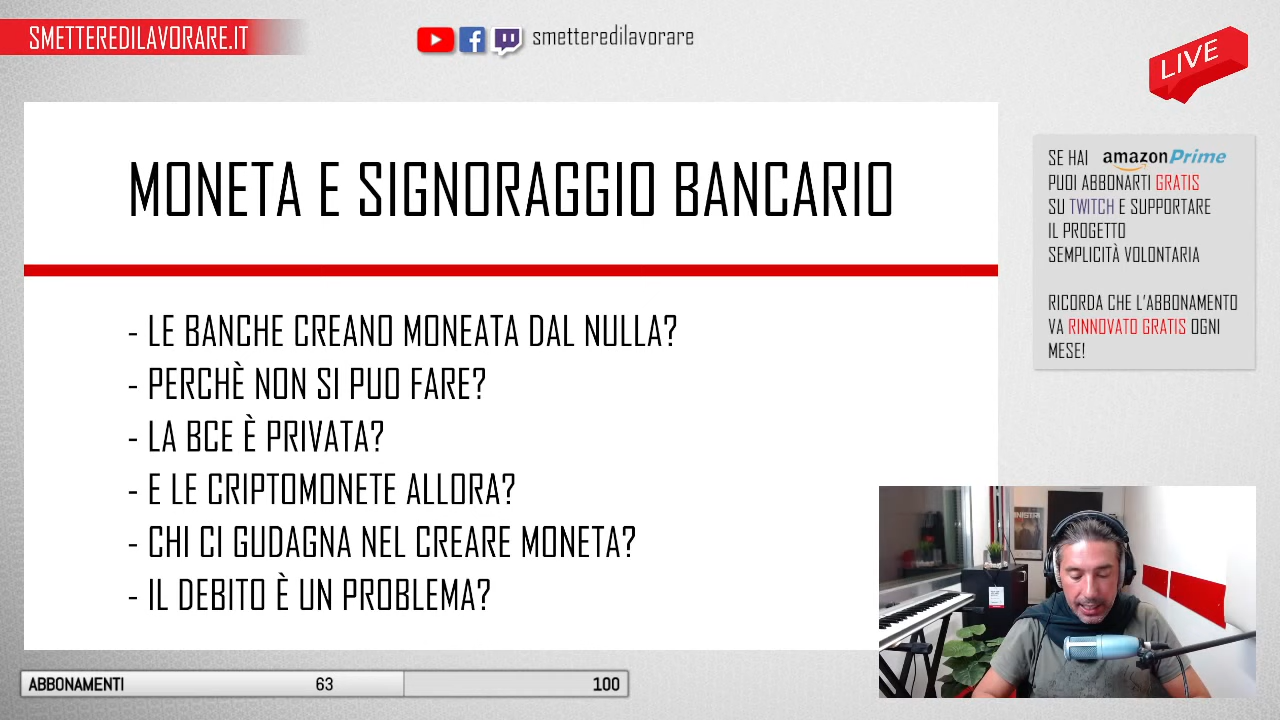 SMETTEREDILAVORARE.IT
smetteredilavorare
LIVE
MONETA E SIGNORAGGIO BANCARIO
- LE BANCHE CREANO MONEATA DAL NULLA?
- PERCHÈ NON SI PUO FARE?
- LA BCE È PRIVATA?
- E LE CRIPTOMONETE ALLORA?
- CHI CI GUDAGNA NEL CREARE MONETA?
- IL DEBITO È UN PROBLEMA?
SE HAI amazonPrime
PUOI ABBONARTI GRATIS
SU TWITCH E SUPPORTARE
IL PROGETTO
SEMPLICITÀ VOLONTARIA
RICORDA CHE L'ABBONAMENTO
VA RINNOVATO GRATIS OGNI
MESE!
ABBONAMENTI 63 100